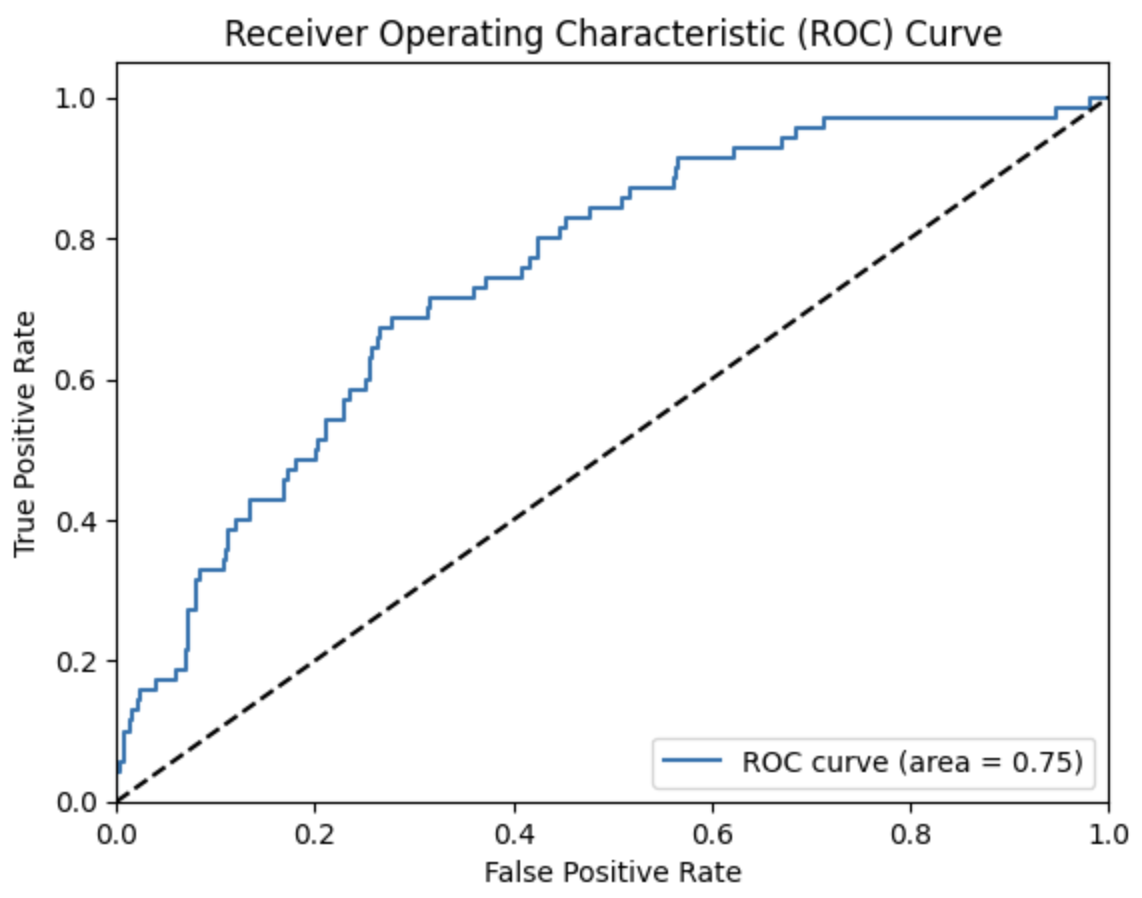 Receiver Operating Characteristic (ROC) Curve
1.0
0.8
0.6
0.4
0.2
0.0
True Positive Rate
ROC curve (area = 0.75)
0.0 0.2 0.4 0.6 0.8 1.0
False Positive Rate